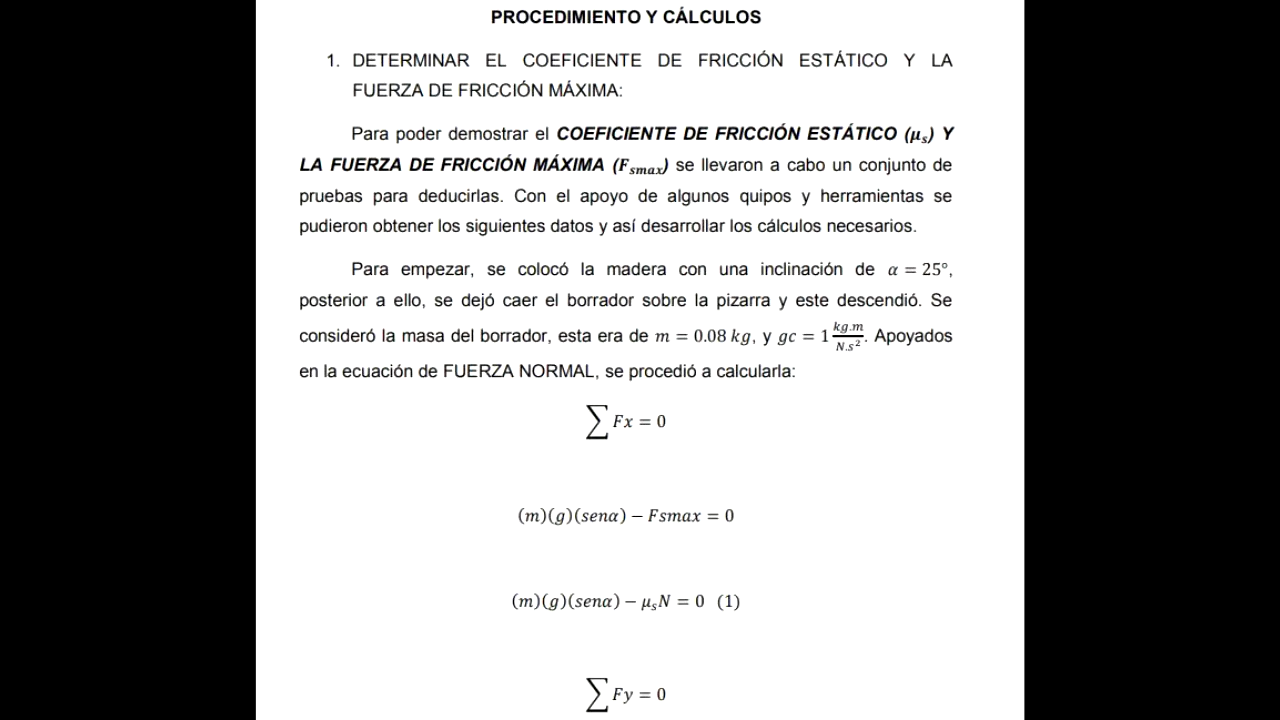 PROCEDIMIENTO Y CÁLCULOS
1. DETERMINAR EL COEFICIENTE DE FRICCIÓN ESTÁTICO Y LA
FUERZA DE FRICCIÓN MÁXIMA:
Para poder demostrar el COEFICIENTE DE FRICCIÓN ESTÁTICO (μₛ) Y
LA FUERZA DE FRICCIÓN MÁXIMA (F_smax) se llevaron a cabo un conjunto de
pruebas para deducirlas. Con el apoyo de algunos quipos y herramientas se
pudieron obtener los siguientes datos y así desarrollar los cálculos necesarios.
Para empezar, se colocó la madera con una inclinación de α = 25°,
posterior a ello, se dejó caer el borrador sobre la pizarra y este descendió. Se
consideró la masa del borrador, esta era de m = 0.08 kg, y gc = 1 kg.m/N.s². Apoyados
en la ecuación de FUERZA NORMAL, se procedió a calcularla:
∑ Fx = 0
(m)(g)(senα) − Fsmax = 0
(m)(g)(senα) − μₛN = 0 (1)
∑ Fy = 0